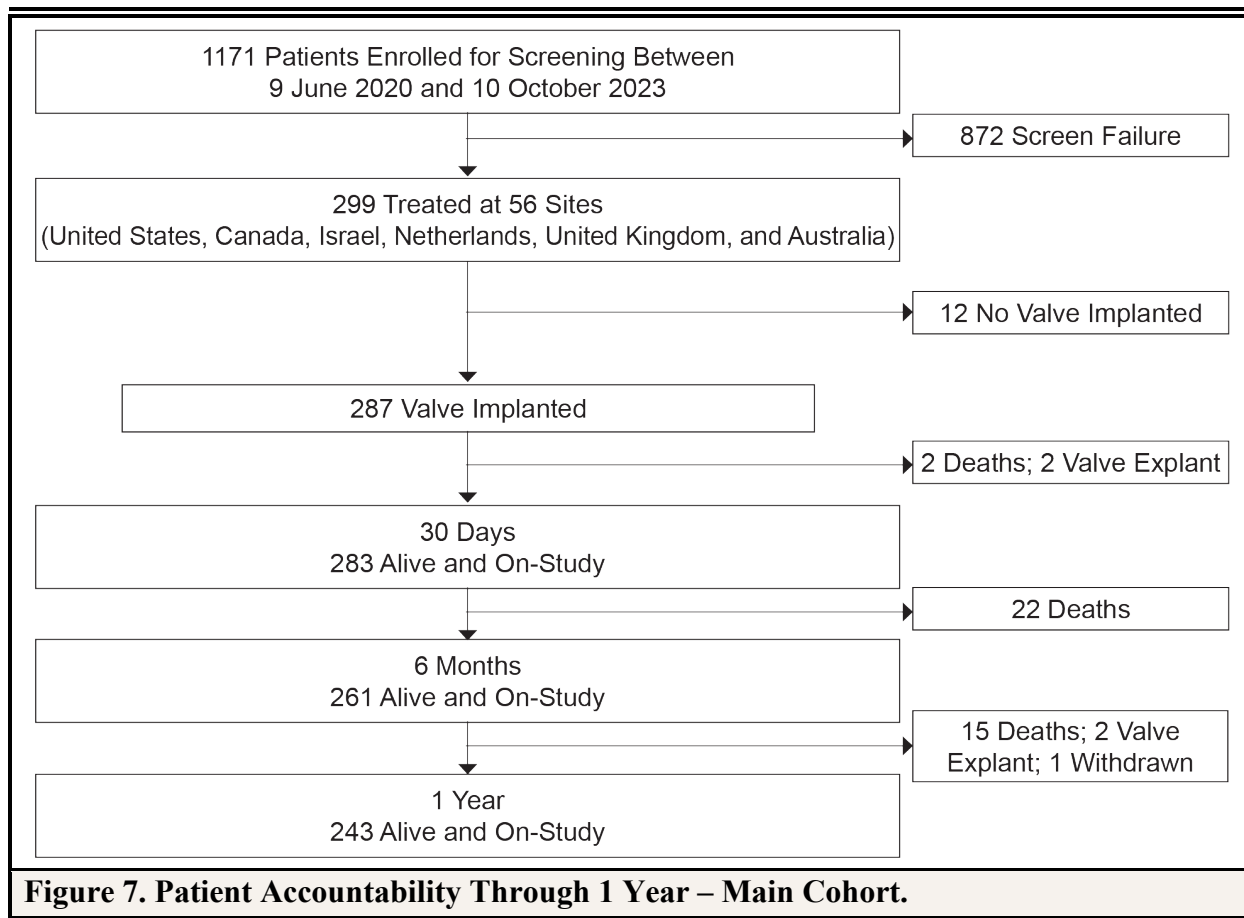 1171 Patients Enrolled for Screening Between
9 June 2020 and 10 October 2023
872 Screen Failure
299 Treated at 56 Sites
(United States, Canada, Israel, Netherlands, United Kingdom, and Australia)
12 No Valve Implanted
287 Valve Implanted
2 Deaths; 2 Valve Explant
30 Days
283 Alive and On-Study
22 Deaths
6 Months
261 Alive and On-Study
15 Deaths; 2 Valve
Explant; 1 Withdrawn
1 Year
243 Alive and On-Study
Figure 7. Patient Accountability Through 1 Year – Main Cohort.